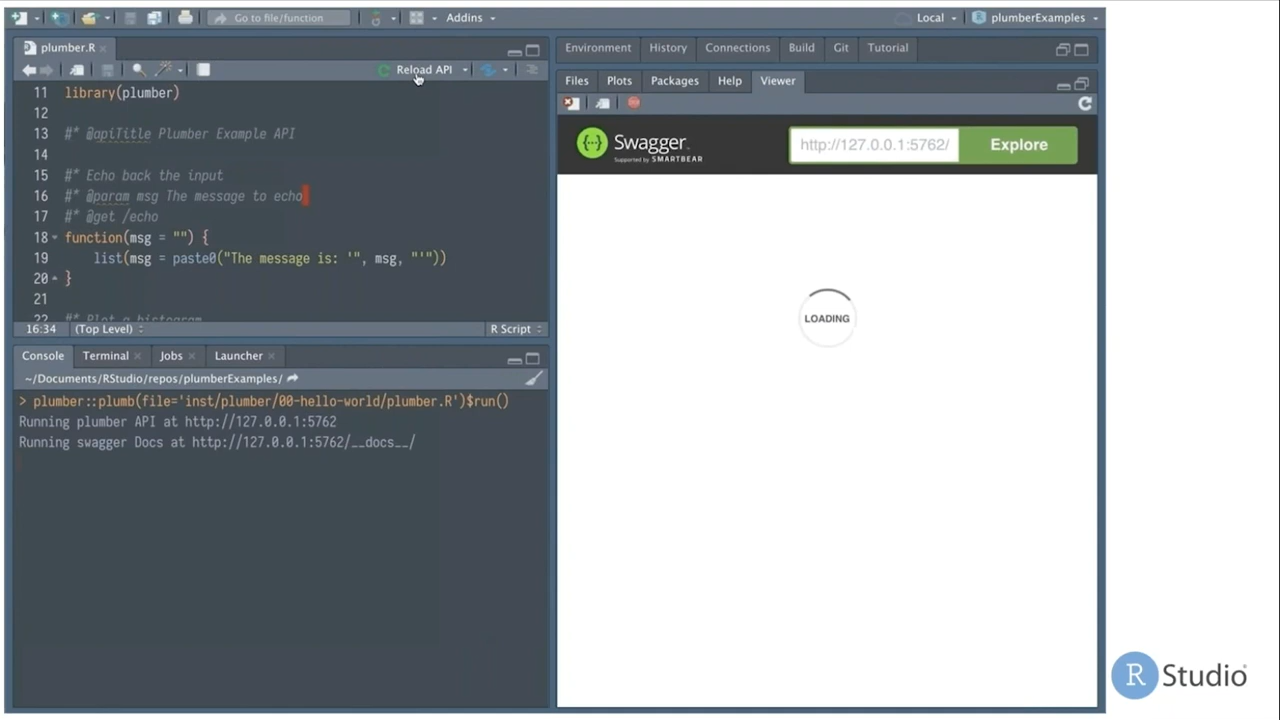 Go to file/function
Addins
Local
plumberExamples
plumber.R
Reload API
11 library(plumber)
12
13 #* @apiTitle Plumber Example API
14
15 #* Echo back the input
16 #* @param msg The message to echo
17 #* @get /echo
18 function(msg = "") {
19 list(msg = paste0("The message is: '", msg, "'"))
20 }
21
22 #* Plot a histogram
16:34 (Top Level) R Script
Console Terminal Jobs Launcher
~/Documents/RStudio/repos/plumberExamples/
> plumber::plumb(file='inst/plumber/00-hello-world/plumber.R')$run()
Running plumber API at http://127.0.0.1:5762
Running swagger Docs at http://127.0.0.1:5762/__docs__/
Environment History Connections Build Git Tutorial
Files Plots Packages Help Viewer
Swagger
Supported by SMARTBEAR
http://127.0.0.1:5762/
Explore
LOADING
R Studio